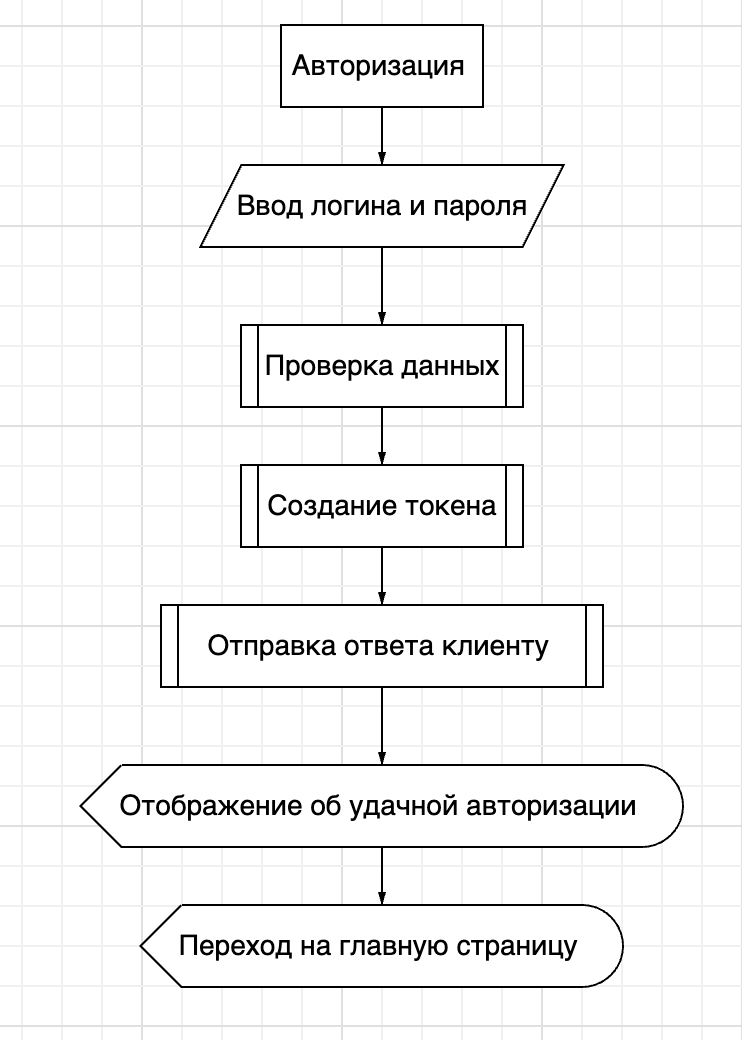 Авторизация
Ввод логина и пароля
Проверка данных
Создание токена
Отправка ответа клиенту
Отображение об удачной авторизации
Переход на главную страницу